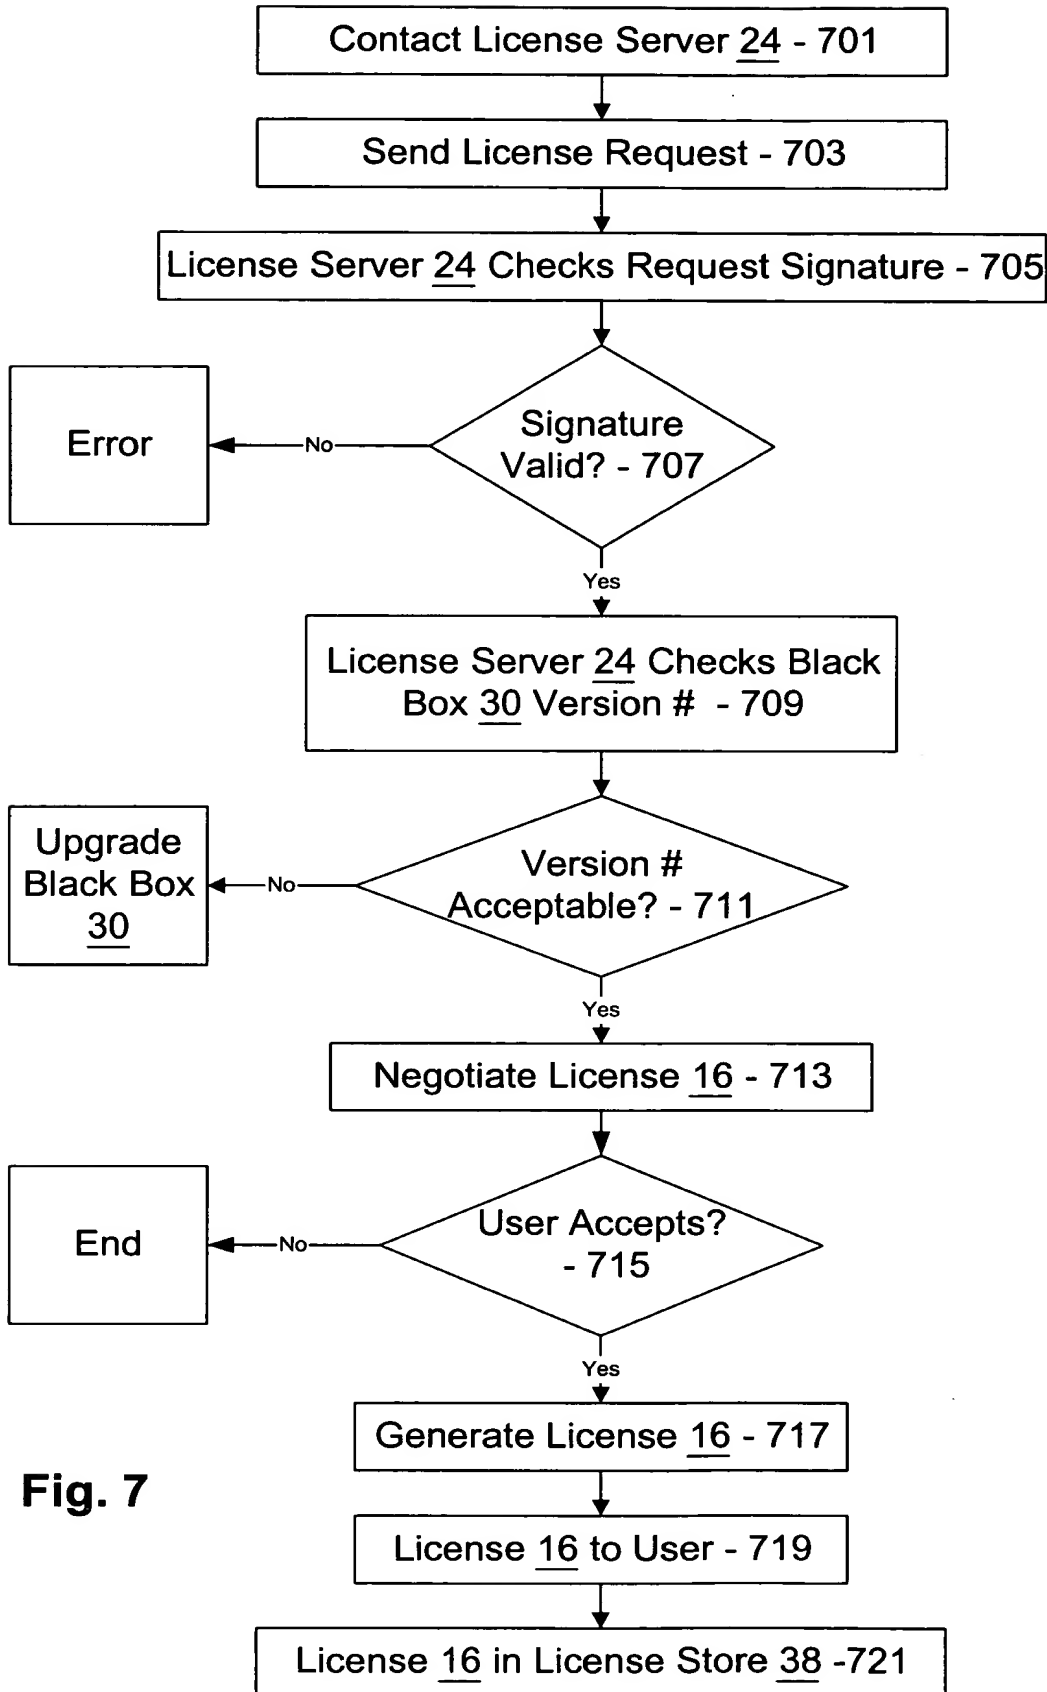 Contact License Server 24 - 701
Send License Request - 703
License Server 24 Checks Request Signature - 705
Signature
Valid? - 707
No
Error
Yes
License Server 24 Checks Black
Box 30 Version # - 709
Version #
Acceptable? - 711
No
Upgrade
Black Box
30
Yes
Negotiate License 16 - 713
User Accepts?
- 715
No
End
Yes
Generate License 16 - 717
Fig. 7
License 16 to User - 719
License 16 in License Store 38 -721